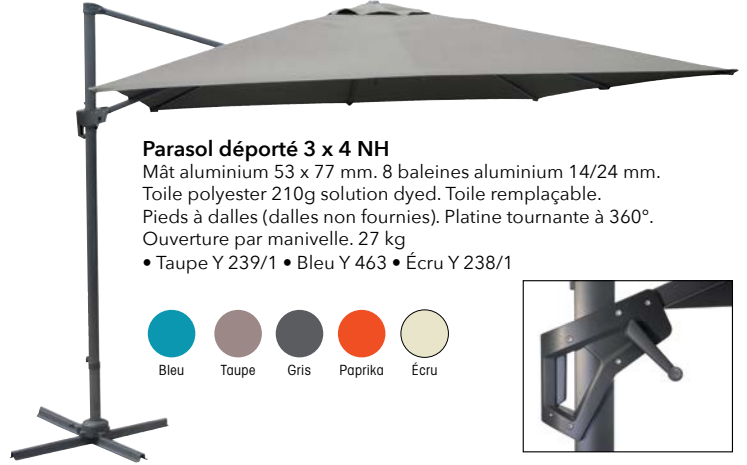 Parasol déporté 3 x 4 NH
Mât aluminium 53 x 77 mm. 8 baleines aluminium 14/24 mm.
Toile polyester 210g solution dyed. Toile remplaçable.
Pieds à dalles (dalles non fournies). Platine tournante à 360°.
Ouverture par manivelle. 27 kg
• Taupe Y 239/1 • Bleu Y 463 • Écru Y 238/1
Bleu Taupe Gris Paprika Écru